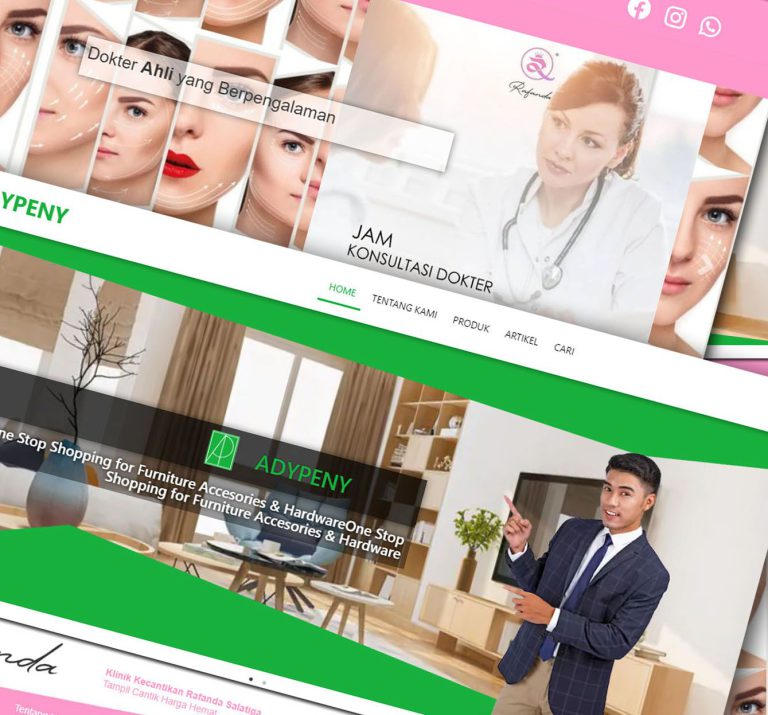 Rafanda
Dokter Ahli yang Berpengalaman
JAM
KONSULTASI DOKTER
YPENY
HOME
TENTANG KAMI
PRODUK
ARTIKEL
CARI
ADYPENY
ne Stop Shopping for Furniture Accesories & HardwareOne Stop
Shopping for Furniture Accesories & Hardware
nda
Klinik Kecantikan Rafanda Salatiga
Tampil Cantik Harga Hemat
Tentang